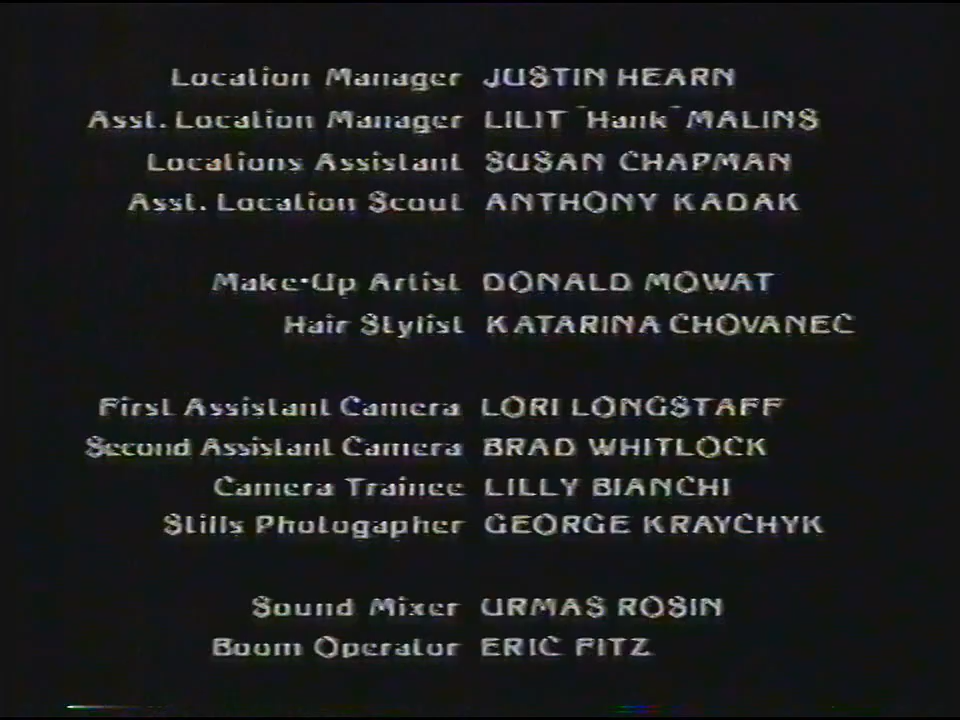 Location Manager JUSTIN HEARN
Asst. Location Manager LILIT "Hank" MALINS
Locations Assistant SUSAN CHAPMAN
Asst. Location Scout ANTHONY KADAK
Make-Up Artist DONALD MOWAT
Hair Stylist KATARINA CHOVANEC
First Assistant Camera LORI LONGSTAFF
Second Assistant Camera BRAD WHITLOCK
Camera Trainee LILLY BIANCHI
Stills Photogapher GEORGE KRAYCHYK
Sound Mixer URMAS ROSIN
Boom Operator ERIC FITZ